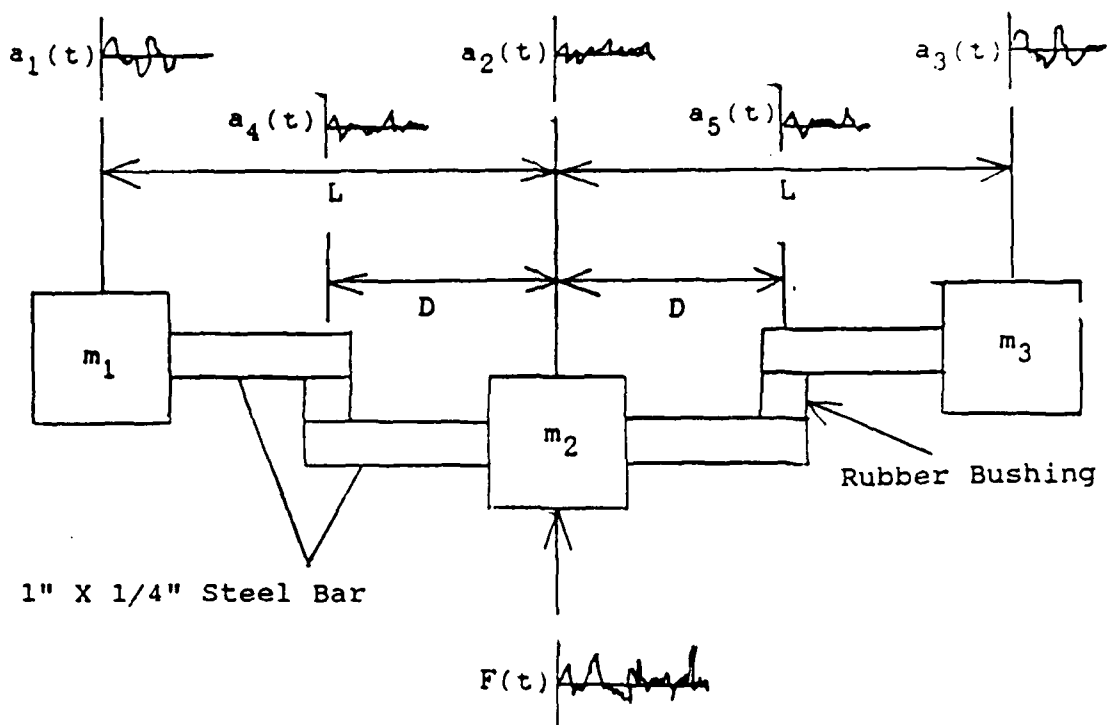 a₁(t)
a₂(t)
a₃(t)
a₄(t)
a₅(t)
L
L
D
D
m₁
m₃
m₂
Rubber Bushing
1" X 1/4" Steel Bar
F(t)